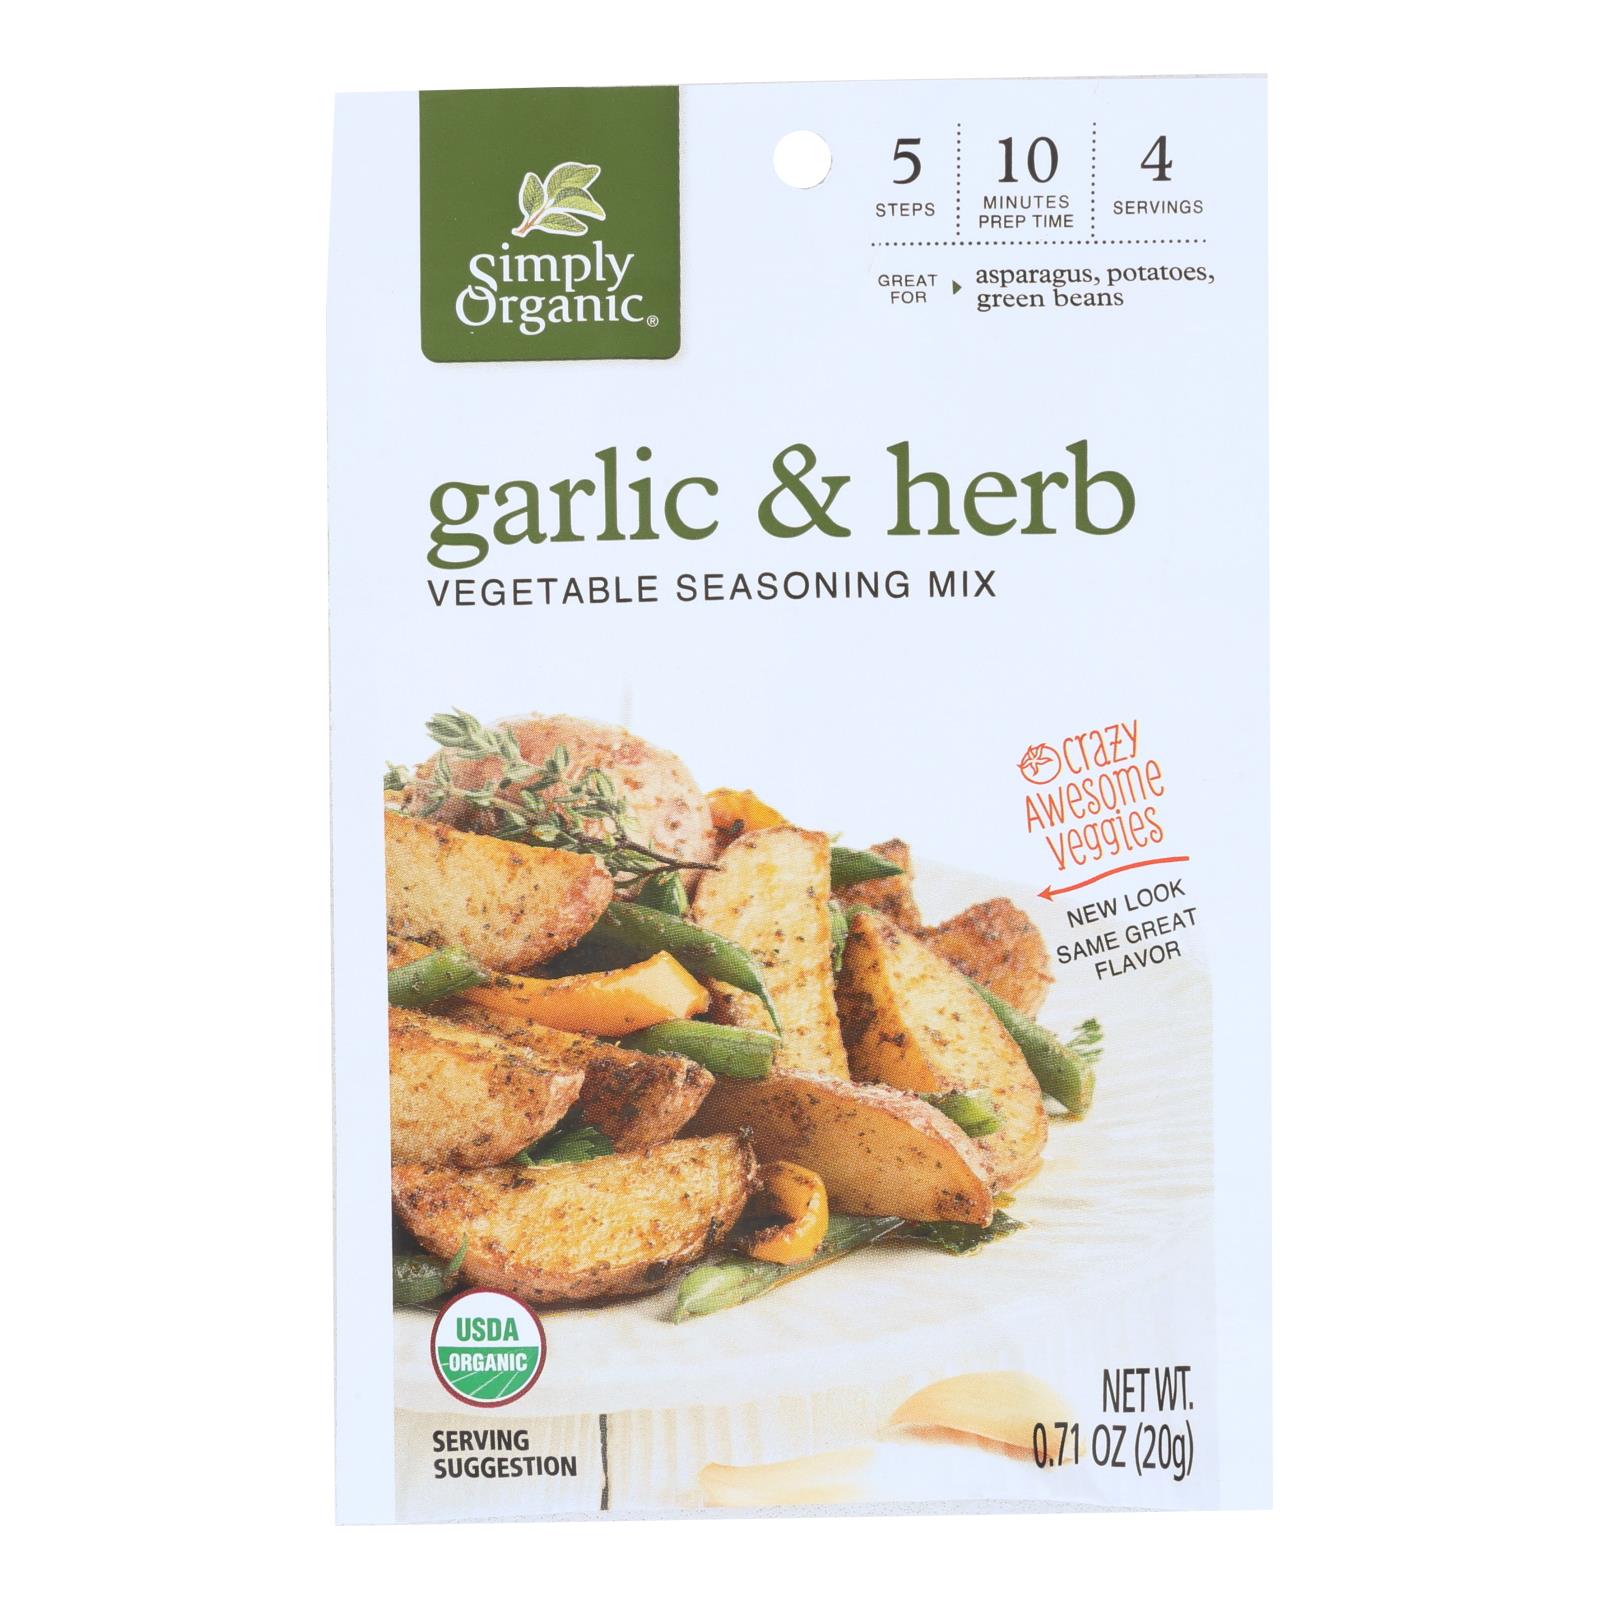 Simply
Organic®
5
STEPS
10
MINUTES
PREP TIME
4
SERVINGS
GREAT
FOR
asparagus, potatoes,
green beans
garlic & herb
VEGETABLE SEASONING MIX
crazy
Awesome
veggies
NEW LOOK
SAME GREAT
FLAVOR
USDA
ORGANIC
SERVING
SUGGESTION
NET WT.
0.71 OZ (20g)